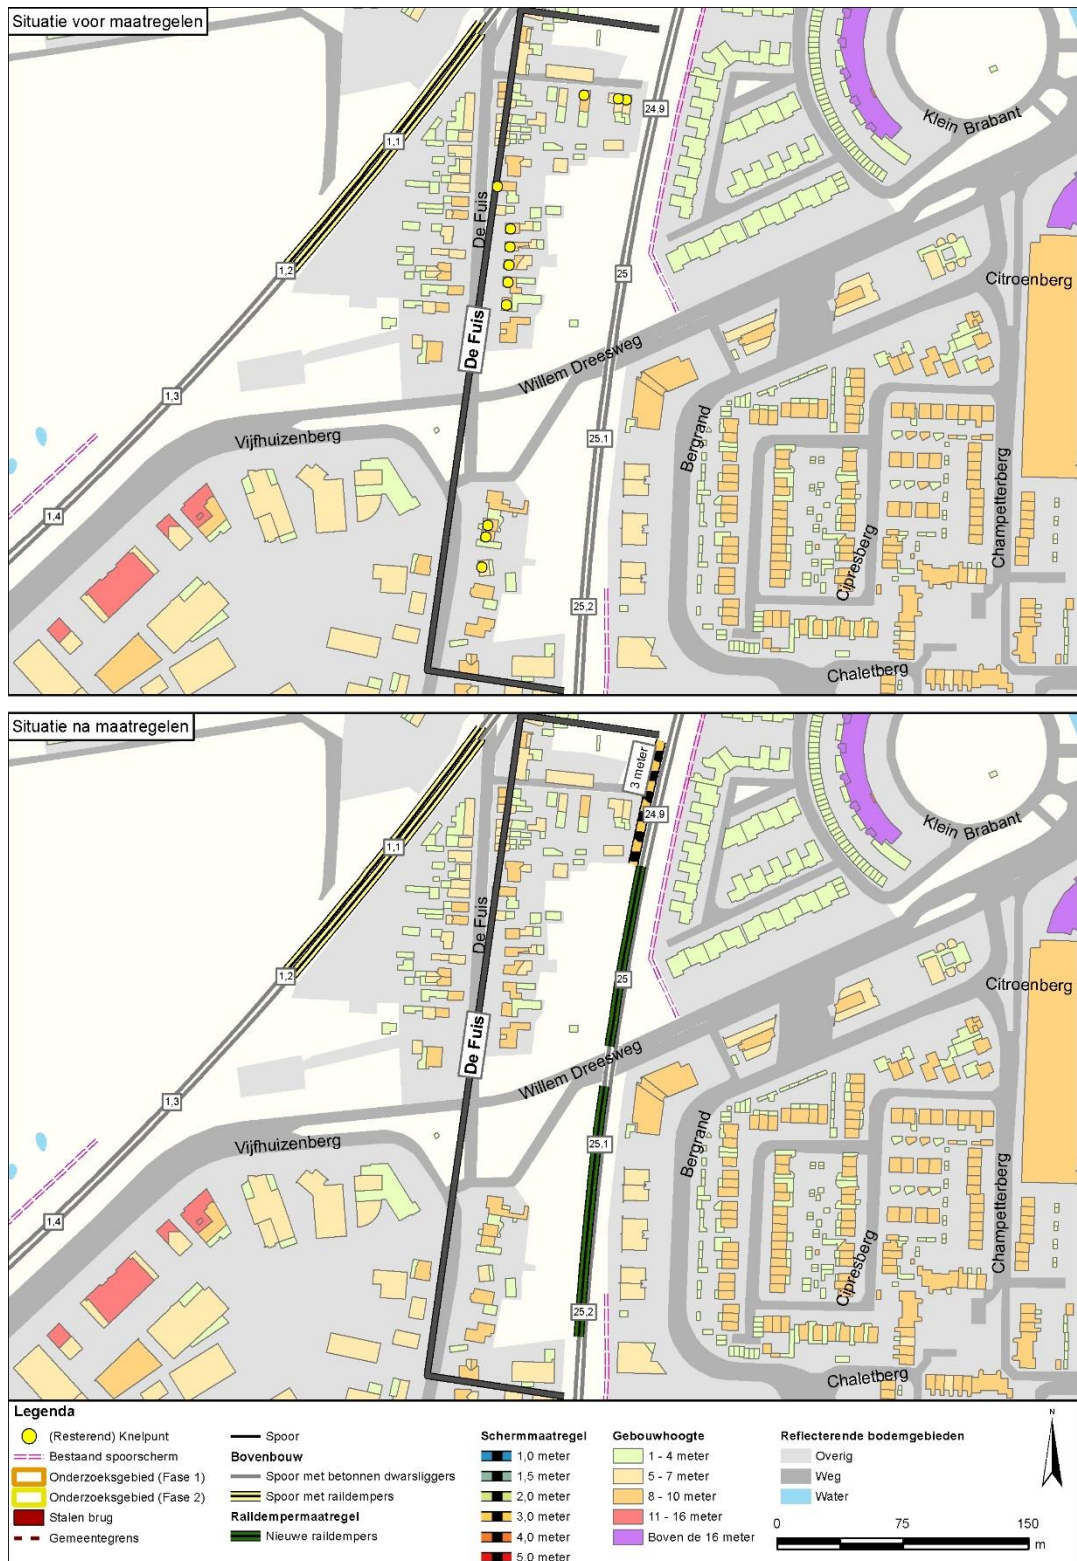 Situatie voor maatregelen
24,9
Klein Brabant
1,1
De Fuis
1,2
25
Citroenberg
De Fuis
Willem Dreesweg
1,3
Bergrand
Vijfhuizenberg
25,1
Champetterberg
1,4
Cipresberg
25,2
Chaletberg
Situatie na maatregelen
3 meter
24,9
Klein Brabant
1,1
De Fuis
1,2
25
Citroenberg
De Fuis
Willem Dreesweg
1,3
Bergrand
Vijfhuizenberg
25,1
Champetterberg
1,4
Cipresberg
25,2
Chaletberg
Legenda
(Resterend) Knelpunt
Bestaand spoorscherm
Onderzoeksgebied (Fase 1)
Onderzoeksgebied (Fase 2)
Stalen brug
Gemeentegrens
Spoor
Bovenbouw
Spoor met betonnen dwarsliggers
Spoor met raildempers
Raildempermaatregel
Nieuwe raildempers
Schermmaatregel
1,0 meter
1,5 meter
2,0 meter
3,0 meter
4,0 meter
5,0 meter
Gebouwhoogte
1 - 4 meter
5 - 7 meter
8 - 10 meter
11 - 16 meter
Boven de 16 meter
Reflecterende bodemgebieden
Overig
Weg
Water
N
0 75 150
m